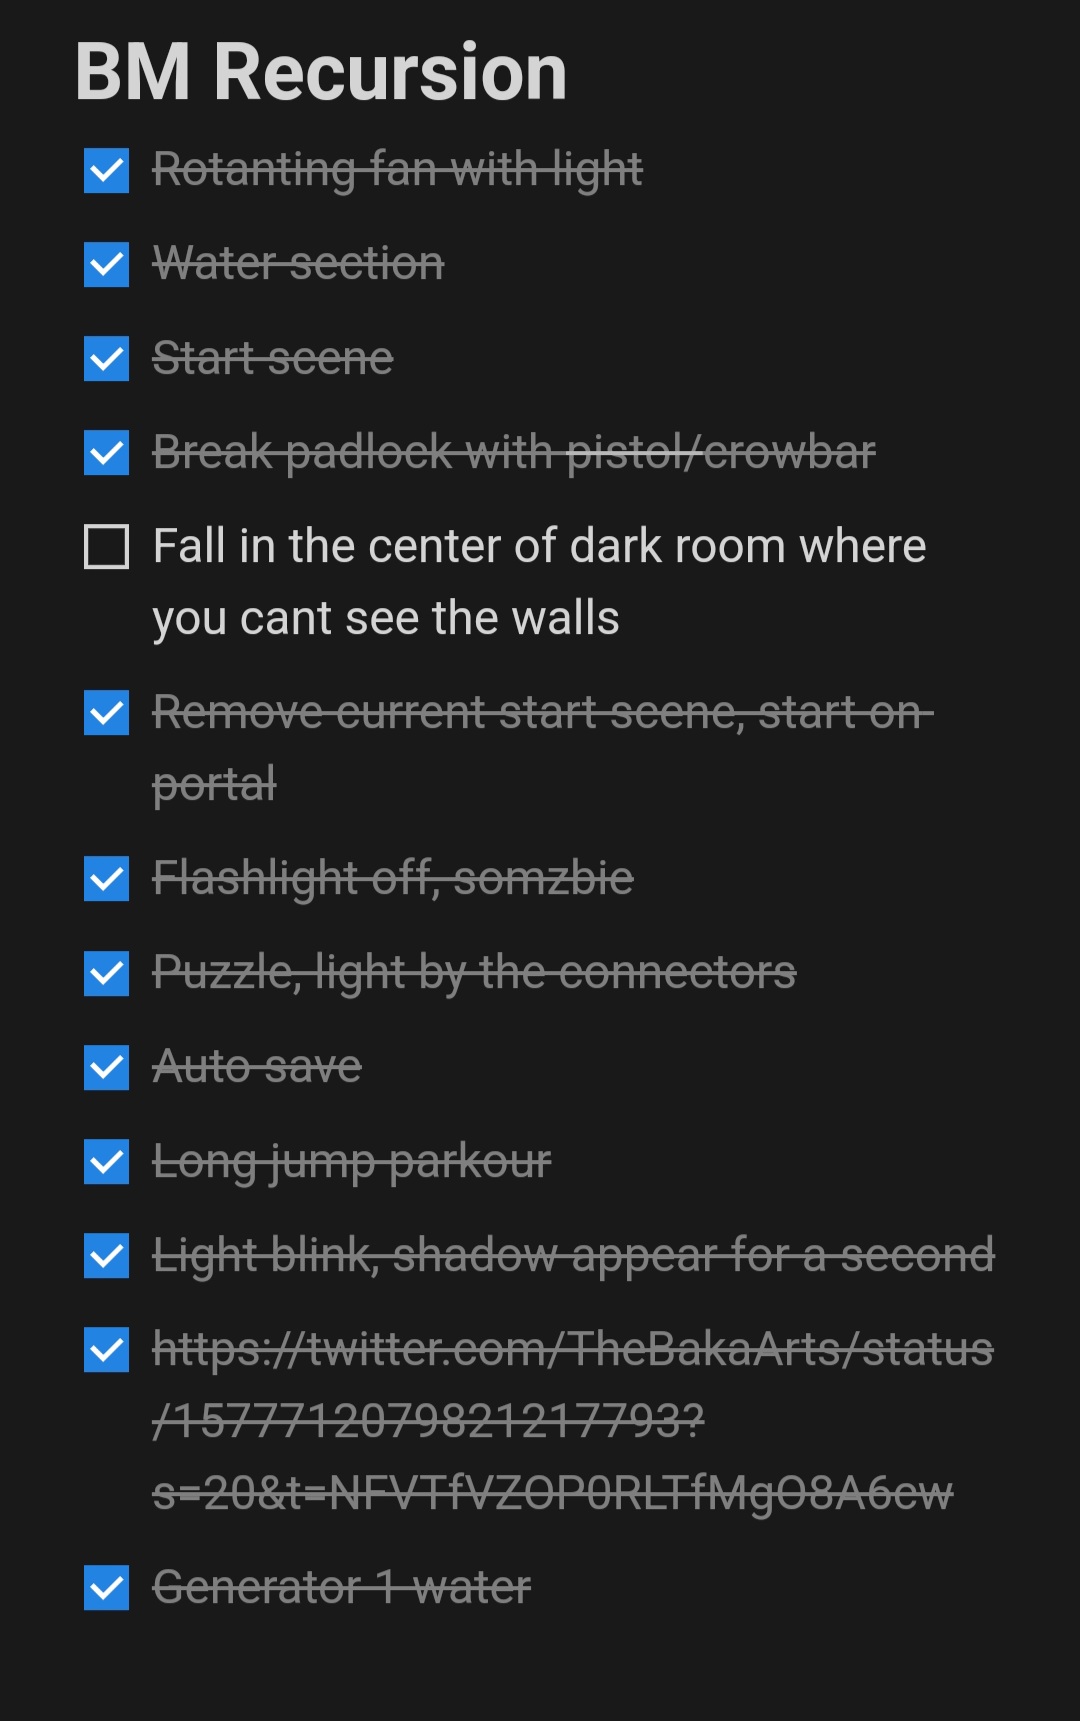 BM Recursion
Rotanting fan with light
Water section
Start scene
Break padlock with pistol/crowbar
Fall in the center of dark room where
you cant see the walls
Remove current start scene, start on
portal
Flashlight off, somzbie
Puzzle, light by the connectors
Auto save
Long jump parkour
Light blink, shadow appear for a second
https://twitter.com/TheBakaArts/status
/1577712079821217793?
s=20&t=NFVTfVZOP0RLTfMgO8A6cw
Generator 1 water